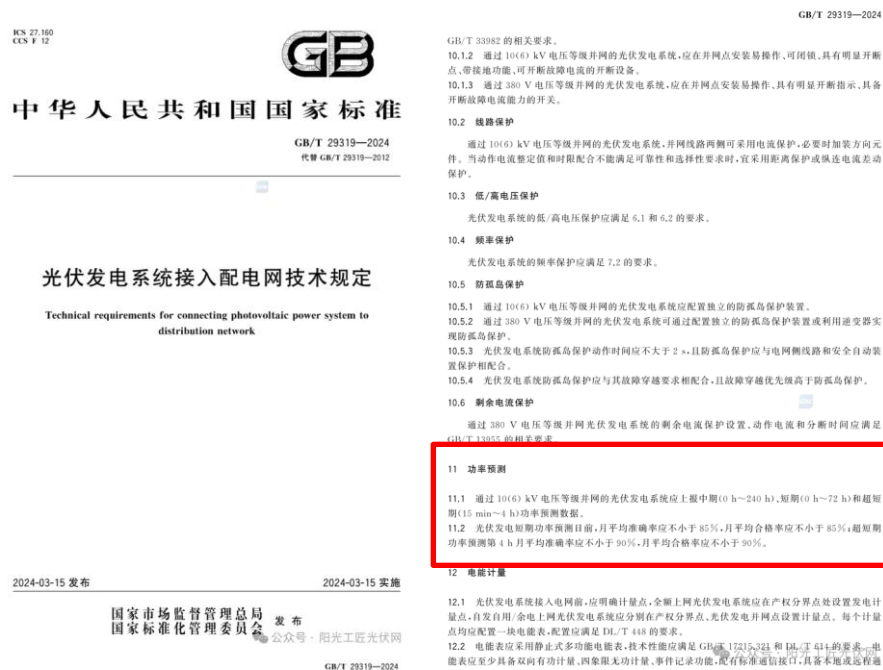 ICS 27.160
CCS F 12
GB
中华人民共和国国家标准
GB/T 29319—2024
代替 GB/T 29319—2012
光伏发电系统接入配电网技术规定
Technical requirements for connecting photovoltaic power system to
distribution network
2024-03-15 发布
2024-03-15 实施
国家市场监督管理总局
国家标准化管理委员会
发布
公众号 · 阳光工匠光伏网
GB/T 29319—2024
GB/T 29319—2024
GB/T 33982 的相关要求。
10.1.2 通过 10(6) kV 电压等级并网的光伏发电系统,应在并网点安装易操作、可闭锁、具有明显开断
点、带接地功能、可开断故障电流的开断设备。
10.1.3 通过 380 V 电压等级并网的光伏发电系统,应在并网点安装易操作、具有明显开断指示、具备
开断故障电流能力的开关。
10.2 线路保护
通过 10(6) kV 电压等级并网的光伏发电系统,并网线路两侧可采用电流保护,必要时加装方向元
件。当动作电流整定值和时限配合不能满足可靠性和选择性要求时,宜采用距离保护或纵连电流差动
保护。
10.3 低/高电压保护
光伏发电系统的低/高电压保护应满足 6.1 和 6.2 的要求。
10.4 频率保护
光伏发电系统的频率保护应满足 7.2 的要求。
10.5 防孤岛保护
10.5.1 通过 10(6) kV 电压等级并网的光伏发电系统应配置独立的防孤岛保护装置。
10.5.2 通过 380 V 电压等级并网的光伏发电系统可通过配置独立的防孤岛保护装置或利用逆变器实
现防孤岛保护。
10.5.3 光伏发电系统防孤岛保护动作时间应不大于 2 s,且防孤岛保护应与电网侧线路和安全自动装
置保护相配合。
10.5.4 光伏发电系统防孤岛保护应与其故障穿越要求相配合,且故障穿越优先级高于防孤岛保护。
10.6 剩余电流保护
通过 380 V 电压等级并网光伏发电系统的剩余电流保护设置、动作电流和分断时间应满足
GB/T 13955 的相关要求。
11 功率预测
11.1 通过 10(6) kV 电压等级并网的光伏发电系统应上报中期(0 h～240 h)、短期(0 h～72 h)和超短
期(15 min～4 h)功率预测数据。
11.2 光伏发电短期功率预测日前,月平均准确率应不小于 85%,月平均合格率应不小于 85%;超短期
功率预测第 4 h 月平均准确率应不小于 90%,月平均合格率应不小于 90%。
12 电能计量
12.1 光伏发电系统接入电网前,应明确计量点,全额上网光伏发电系统应在产权分界点处设置发电计
量点,自发自用/余电上网光伏发电系统应分别在产权分界点、光伏发电并网点设置计量点。每个计量
点均应配置一块电能表,配置应满足 DL/T 448 的要求。
12.2 电能表应采用静止式多功能电能表,技术性能应满足 GB/T 17215.321 和 DL/T 614 的要求。电
能表应至少具备双向有功计量、四象限无功计量、事件记录功能,配有标准通信接口,具备本地或远程通
公众号 · 阳光工匠光伏网